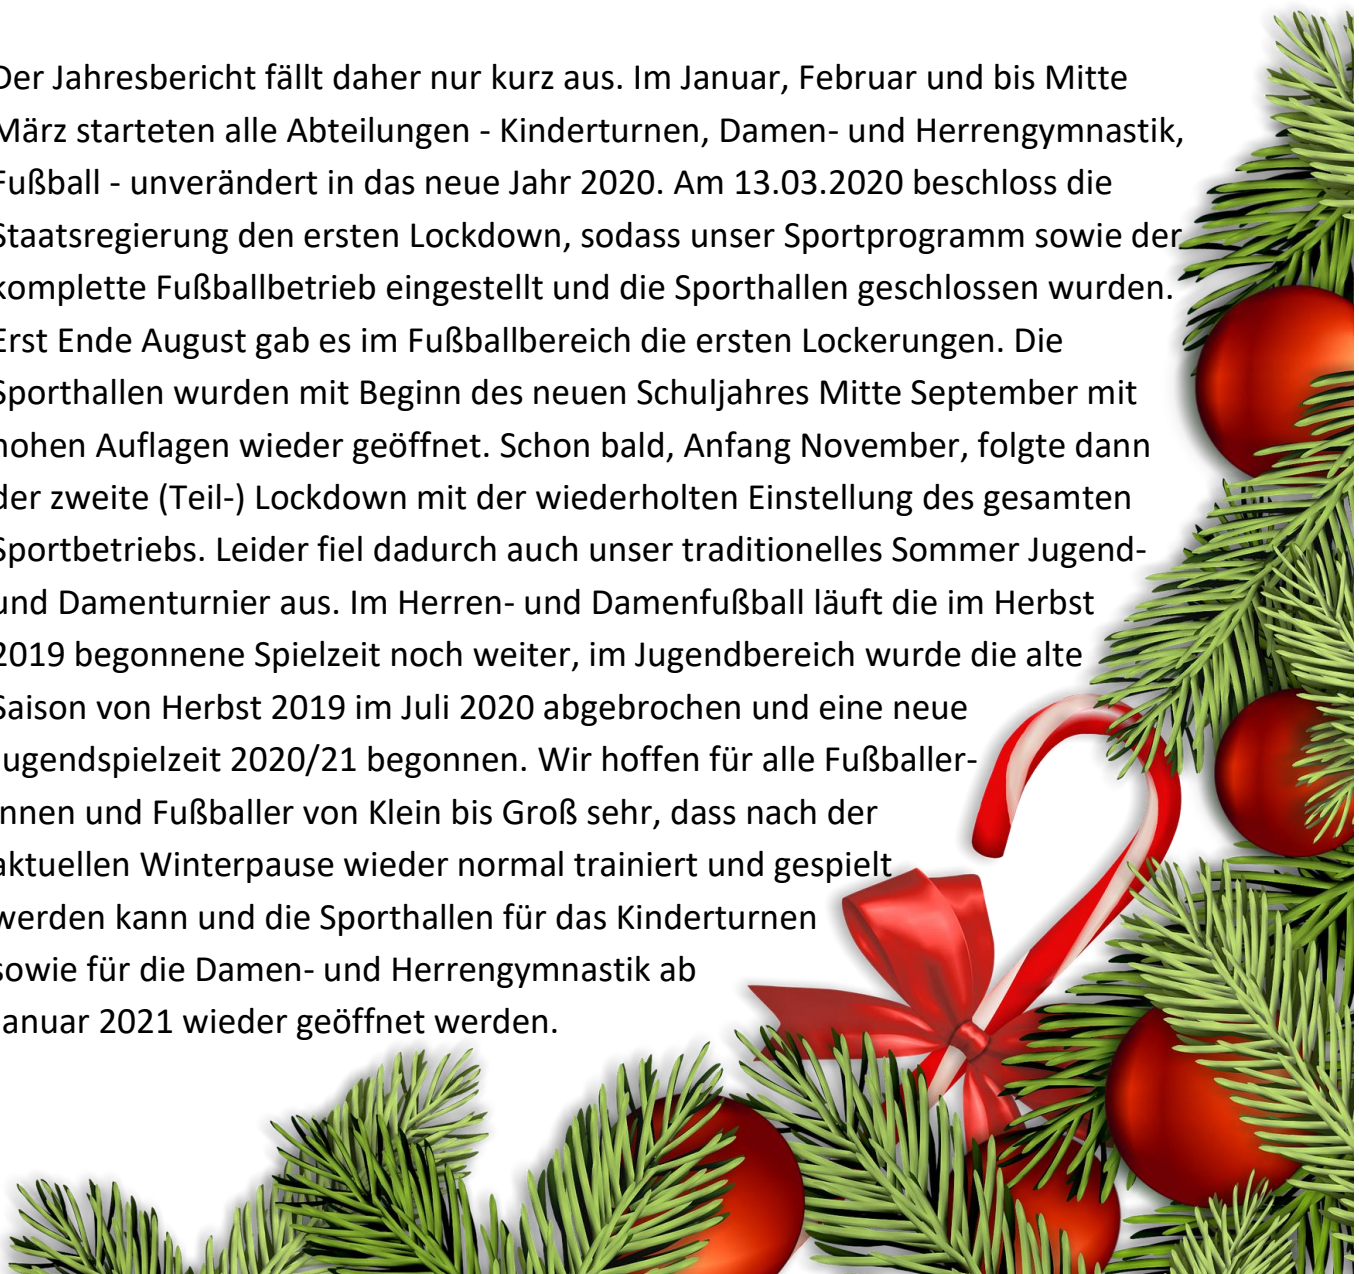 Der Jahresbericht fällt daher nur kurz aus. Im Januar, Februar und bis Mitte
März starteten alle Abteilungen - Kinderturnen, Damen- und Herrengymnastik,
Fußball - unverändert in das neue Jahr 2020. Am 13.03.2020 beschloss die
Staatsregierung den ersten Lockdown, sodass unser Sportprogramm sowie der
komplette Fußballbetrieb eingestellt und die Sporthallen geschlossen wurden.
Erst Ende August gab es im Fußballbereich die ersten Lockerungen. Die
Sporthallen wurden mit Beginn des neuen Schuljahres Mitte September mit
hohen Auflagen wieder geöffnet. Schon bald, Anfang November, folgte dann
der zweite (Teil-) Lockdown mit der wiederholten Einstellung des gesamten
Sportbetriebs. Leider fiel dadurch auch unser traditionelles Sommer Jugend-
und Damenturnier aus. Im Herren- und Damenfußball läuft die im Herbst
2019 begonnene Spielzeit noch weiter, im Jugendbereich wurde die alte
Saison von Herbst 2019 im Juli 2020 abgebrochen und eine neue
Jugendspielzeit 2020/21 begonnen. Wir hoffen für alle Fußballer-
innen und Fußballer von Klein bis Groß sehr, dass nach der
aktuellen Winterpause wieder normal trainiert und gespielt
werden kann und die Sporthallen für das Kinderturnen
sowie für die Damen- und Herrengymnastik ab
Januar 2021 wieder geöffnet werden.